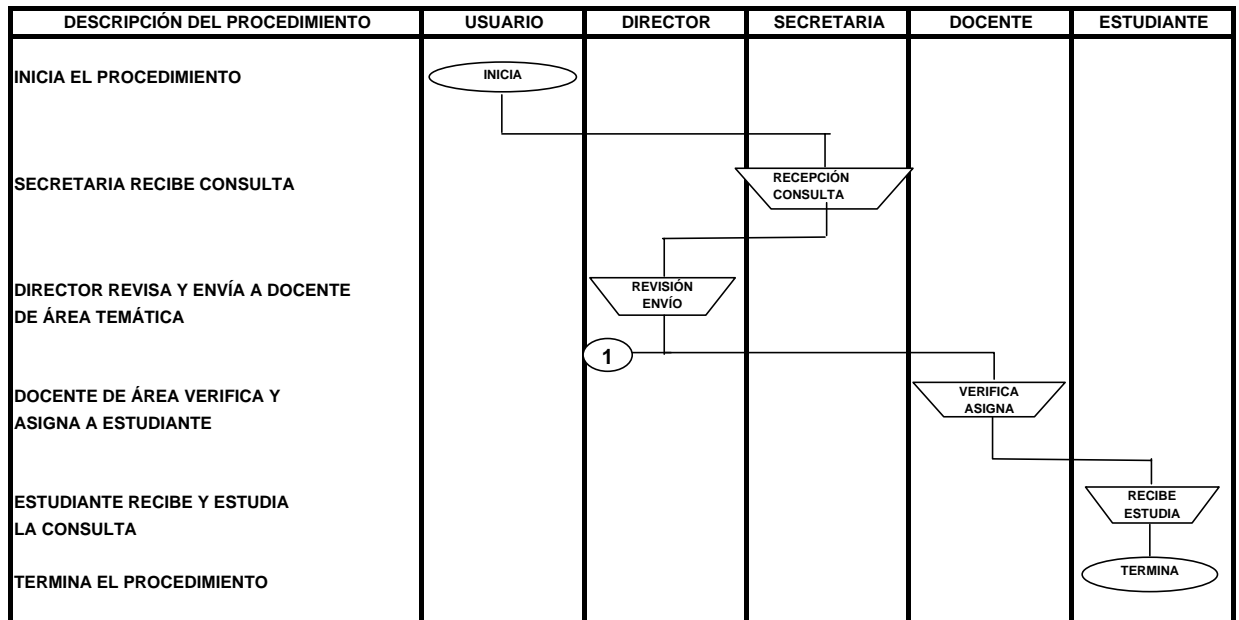 DESCRIPCIÓN DEL PROCEDIMIENTO USUARIO DIRECTOR SECRETARIA DOCENTE ESTUDIANTE
INICIA EL PROCEDIMIENTO
INICIA
SECRETARIA RECIBE CONSULTA
RECEPCIÓN
CONSULTA
DIRECTOR REVISA Y ENVÍA A DOCENTE
DE ÁREA TEMÁTICA
REVISIÓN
ENVÍO
1
DOCENTE DE ÁREA VERIFICA Y
ASIGNA A ESTUDIANTE
VERIFICA
ASIGNA
ESTUDIANTE RECIBE Y ESTUDIA
LA CONSULTA
RECIBE
ESTUDIA
TERMINA EL PROCEDIMIENTO
TERMINA